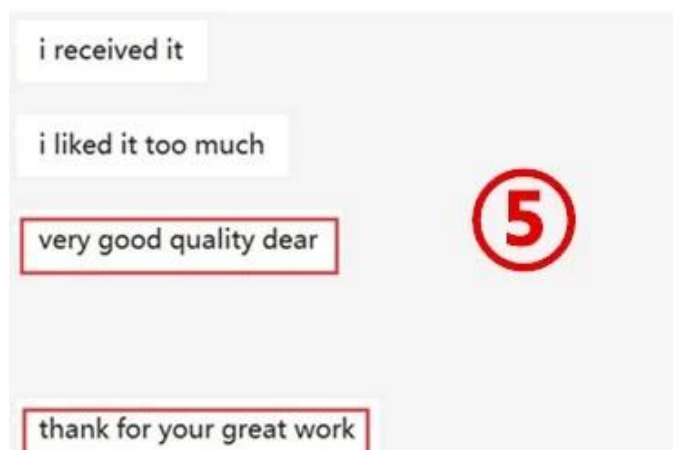 i received it
i liked it too much
very good quality dear
⑤
thank for your great work